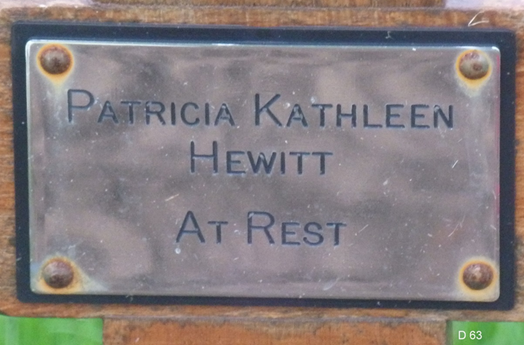 Patricia Kathleen
Hewitt
At Rest
D 63